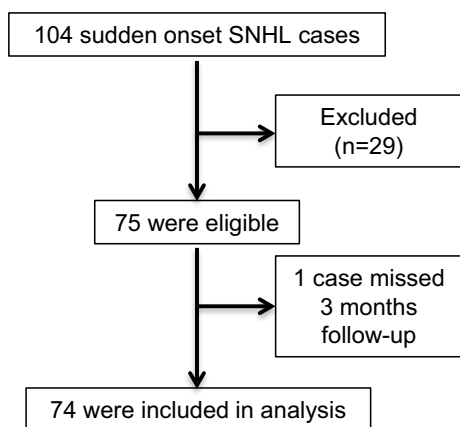 104 sudden onset SNHL cases
Excluded
(n=29)
75 were eligible
1 case missed
3 months
follow-up
74 were included in analysis